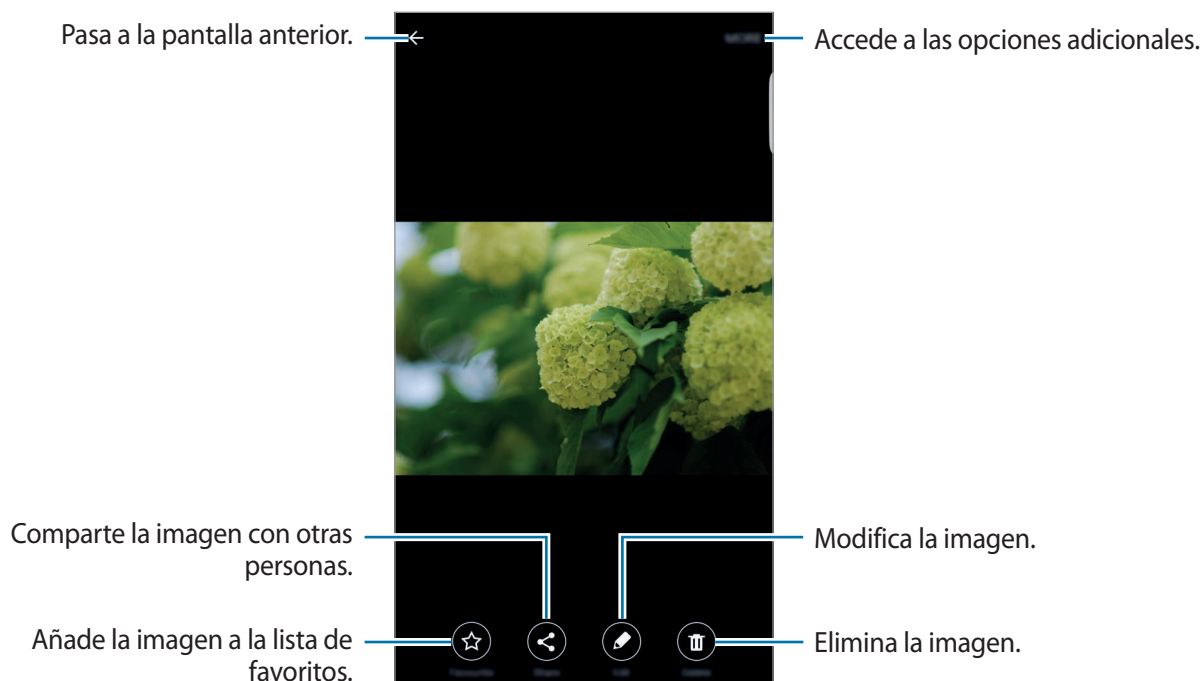 Pasa a la pantalla anterior.
Accede a las opciones adicionales.
MORE
Comparte la imagen con otras
personas.
Modifica la imagen.
Añade la imagen a la lista de
favoritos.
Elimina la imagen.